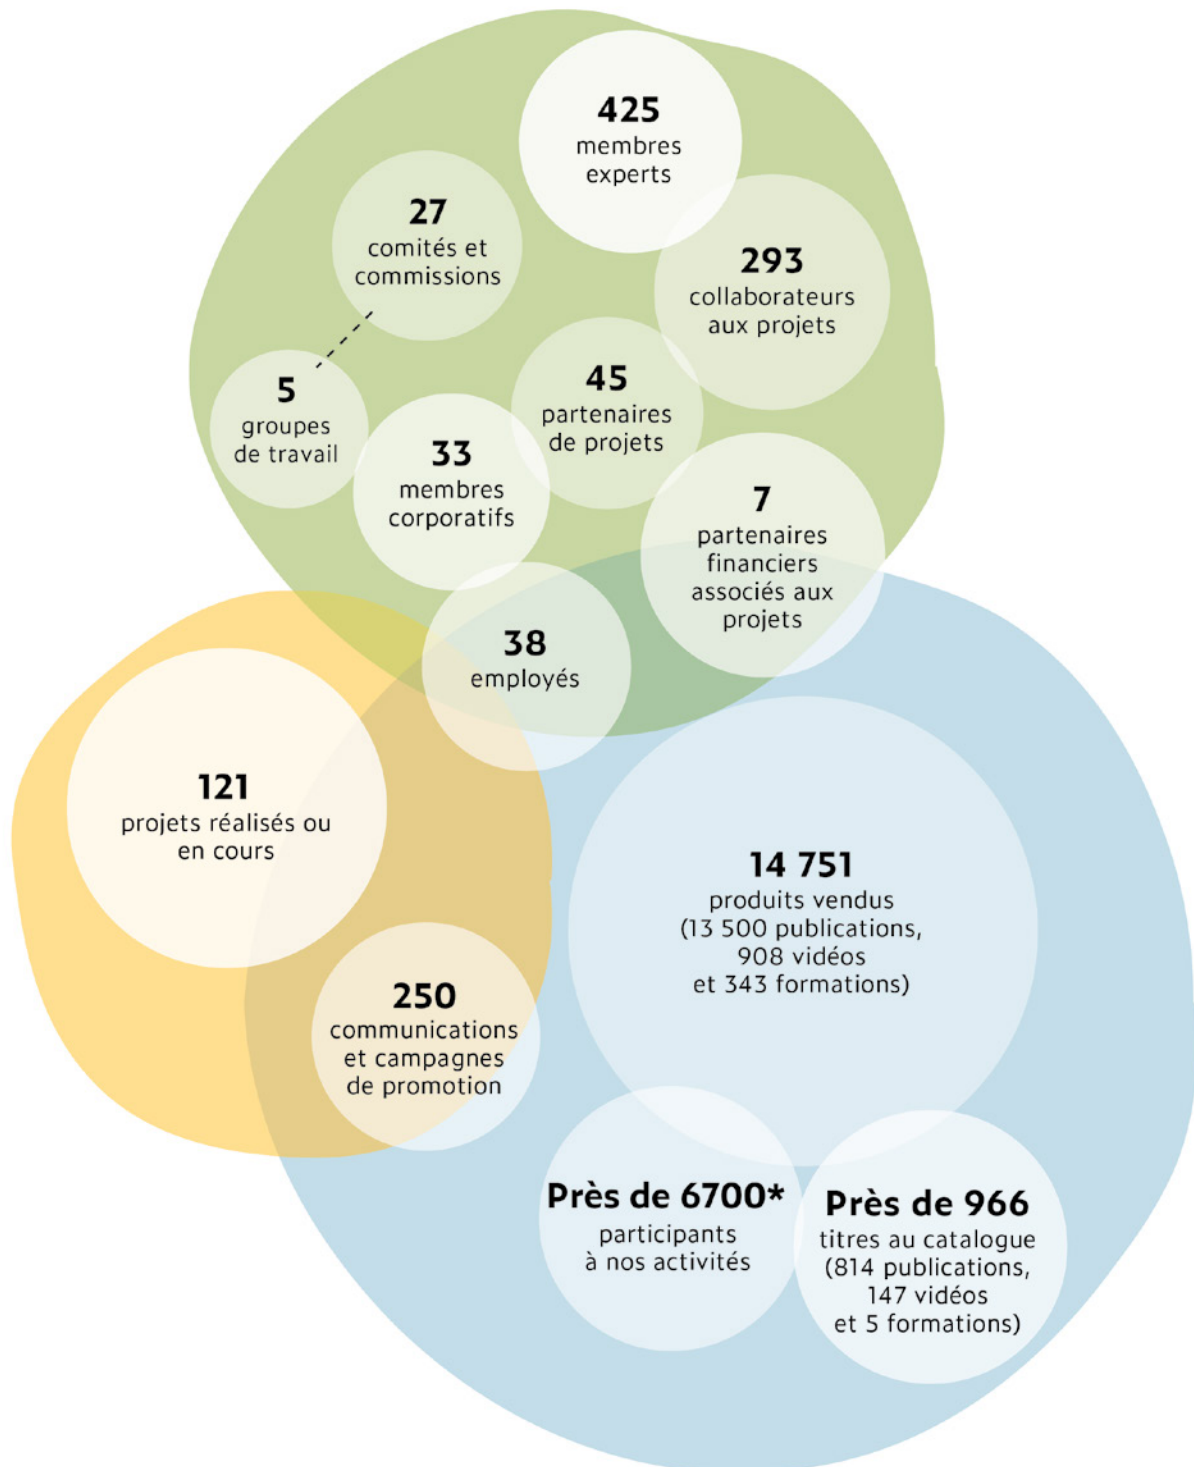 425
membres
experts
27
comités et
commissions
293
collaborateurs
aux projets
5
groupes
de travail
45
partenaires
de projets
33
membres
corporatifs
7
partenaires
financiers
associés aux
projets
38
employés
121
projets réalisés ou
en cours
14 751
produits vendus
(13 500 publications,
908 vidéos
et 343 formations)
250
communications
et campagnes
de promotion
Près de 6700*
participants
à nos activités
Près de 966
titres au catalogue
(814 publications,
147 vidéos
et 5 formations)